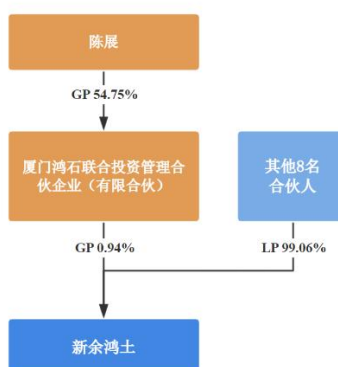 陈展
GP 54.75%
厦门鸿石联合投资管理合
伙企业（有限合伙）
其他8名
合伙人
GP 0.94%
LP 99.06%
新余鸿土